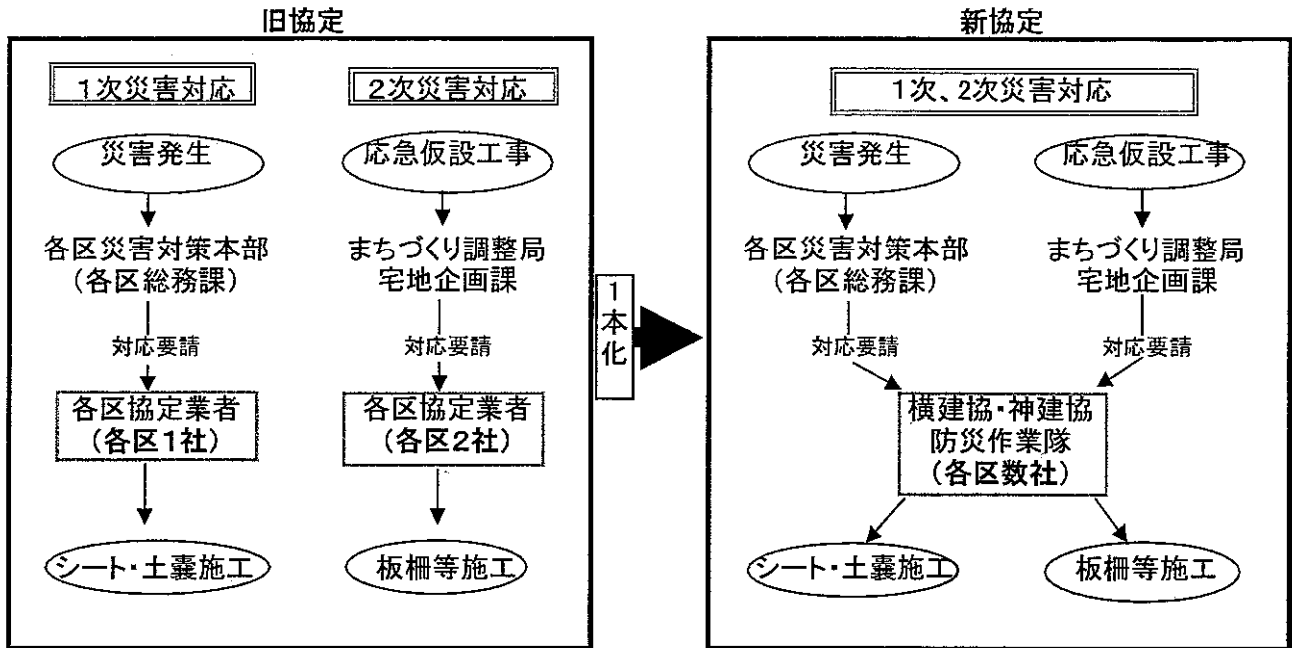 旧協定
1次災害対応
2次災害対応
災害発生
応急仮設工事
各区災害対策本部
(各区総務課)
まちづくり調整局
宅地企画課
対応要請
対応要請
各区協定業者
(各区1社)
各区協定業者
(各区2社)
シート・土嚢施工
板柵等施工
1本化
新協定
1次、2次災害対応
災害発生
応急仮設工事
各区災害対策本部
(各区総務課)
まちづくり調整局
宅地企画課
対応要請
対応要請
横建協・神建協
防災作業隊
(各区数社)
シート・土嚢施工
板柵等施工